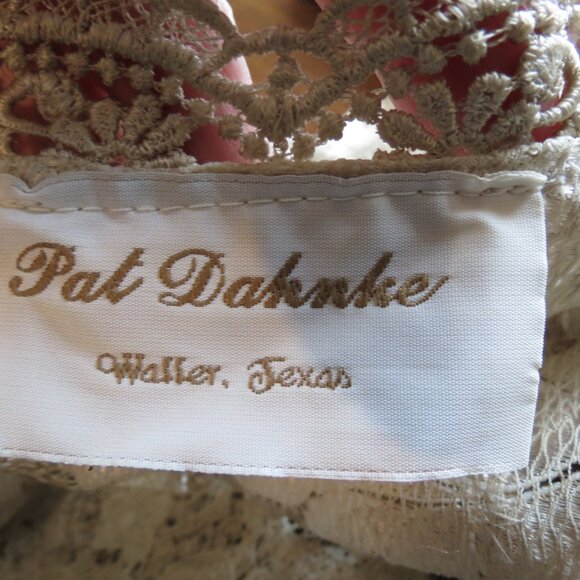 Pat Dahnke
Waller, Texas